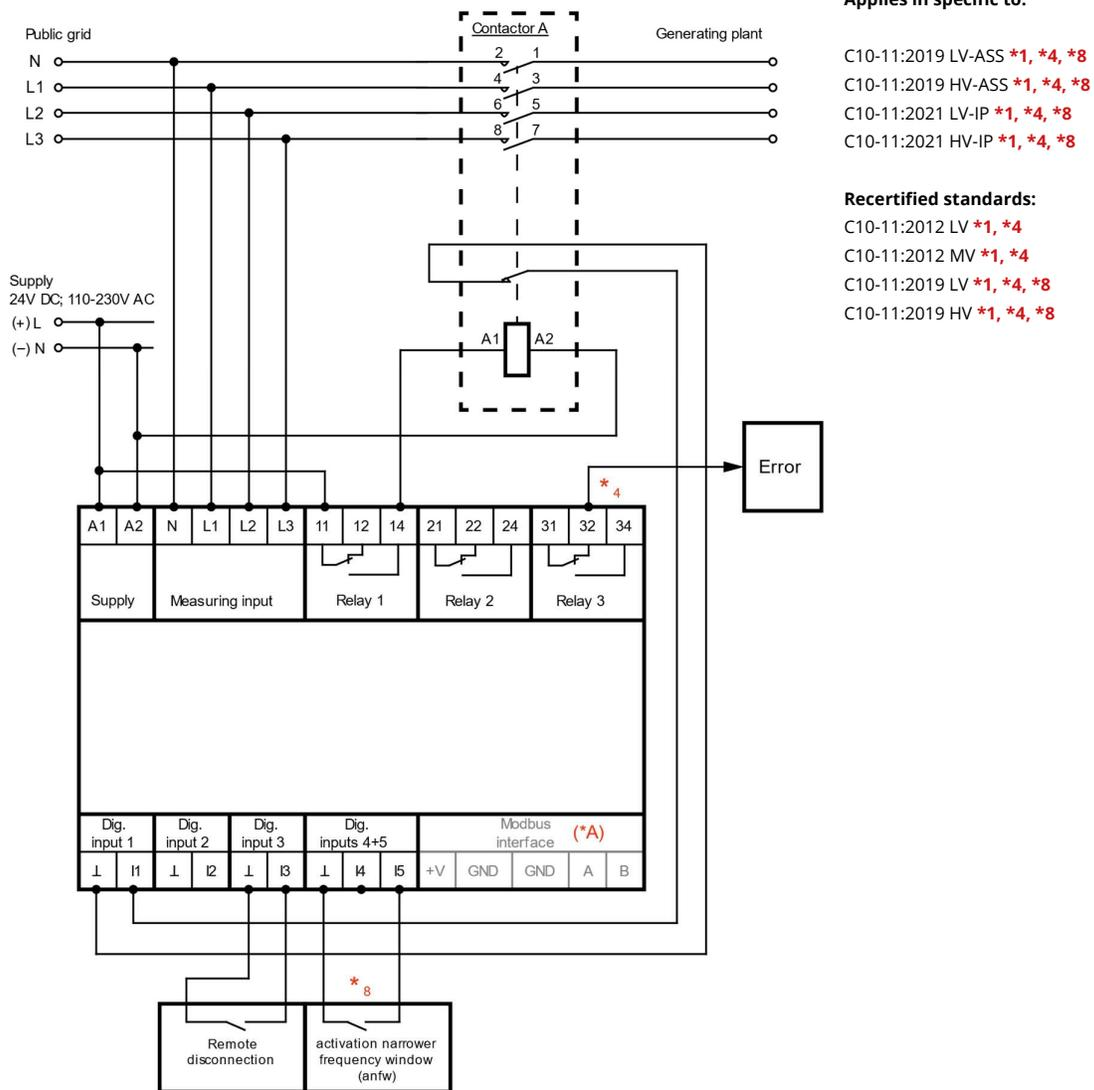 Applies in specific to:
C10-11:2019 LV-ASS *1, *4, *8
C10-11:2019 HV-ASS *1, *4, *8
C10-11:2021 LV-IP *1, *4, *8
C10-11:2021 HV-IP *1, *4, *8
Recertified standards:
C10-11:2012 LV *1, *4
C10-11:2012 MV *1, *4
C10-11:2019 LV *1, *4, *8
C10-11:2019 HV *1, *4, *8
Public grid
Contactor A
Generating plant
N
2 1
L1
4 3
L2
6 5
L3
8 7
Supply
24V DC; 110-230V AC
(+) L
(−) N
A1 A2
Error
* 4
A1 A2 N L1 L2 L3 11 12 14 21 22 24 31 32 34
Supply Measuring input Relay 1 Relay 2 Relay 3
Dig.
input 1
Dig.
input 2
Dig.
input 3
Dig.
inputs 4+5
Modbus
interface
(*A)
⊥ I1 ⊥ I2 ⊥ I3 ⊥ I4 I5 +V GND GND A B
* 8
Remote
disconnection
activation narrower
frequency window
(anfw)